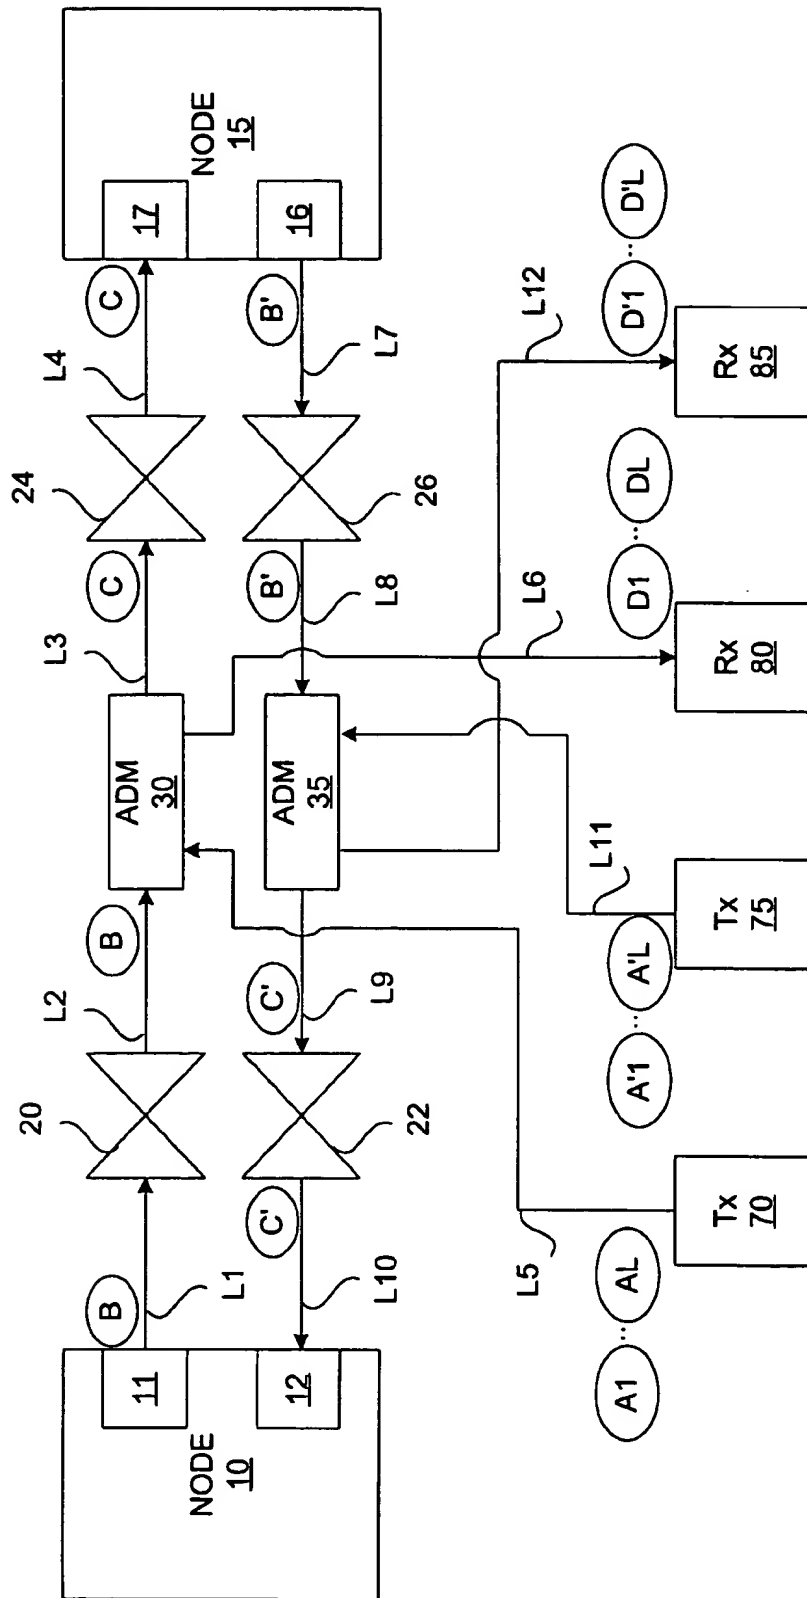 NODE
10
11
12
B
L1
20
L2
B
ADM
30
L3
C
24
L4
C
17
NODE
15
16
B'
L7
26
B'
L8
ADM
35
C'
L9
22
C'
L10
L5
L11
L6
L12
A1 ... AL
A'1 ... A'L
D1 ... DL
D'1 ... D'L
Tx
70
Tx
75
Rx
80
Rx
85